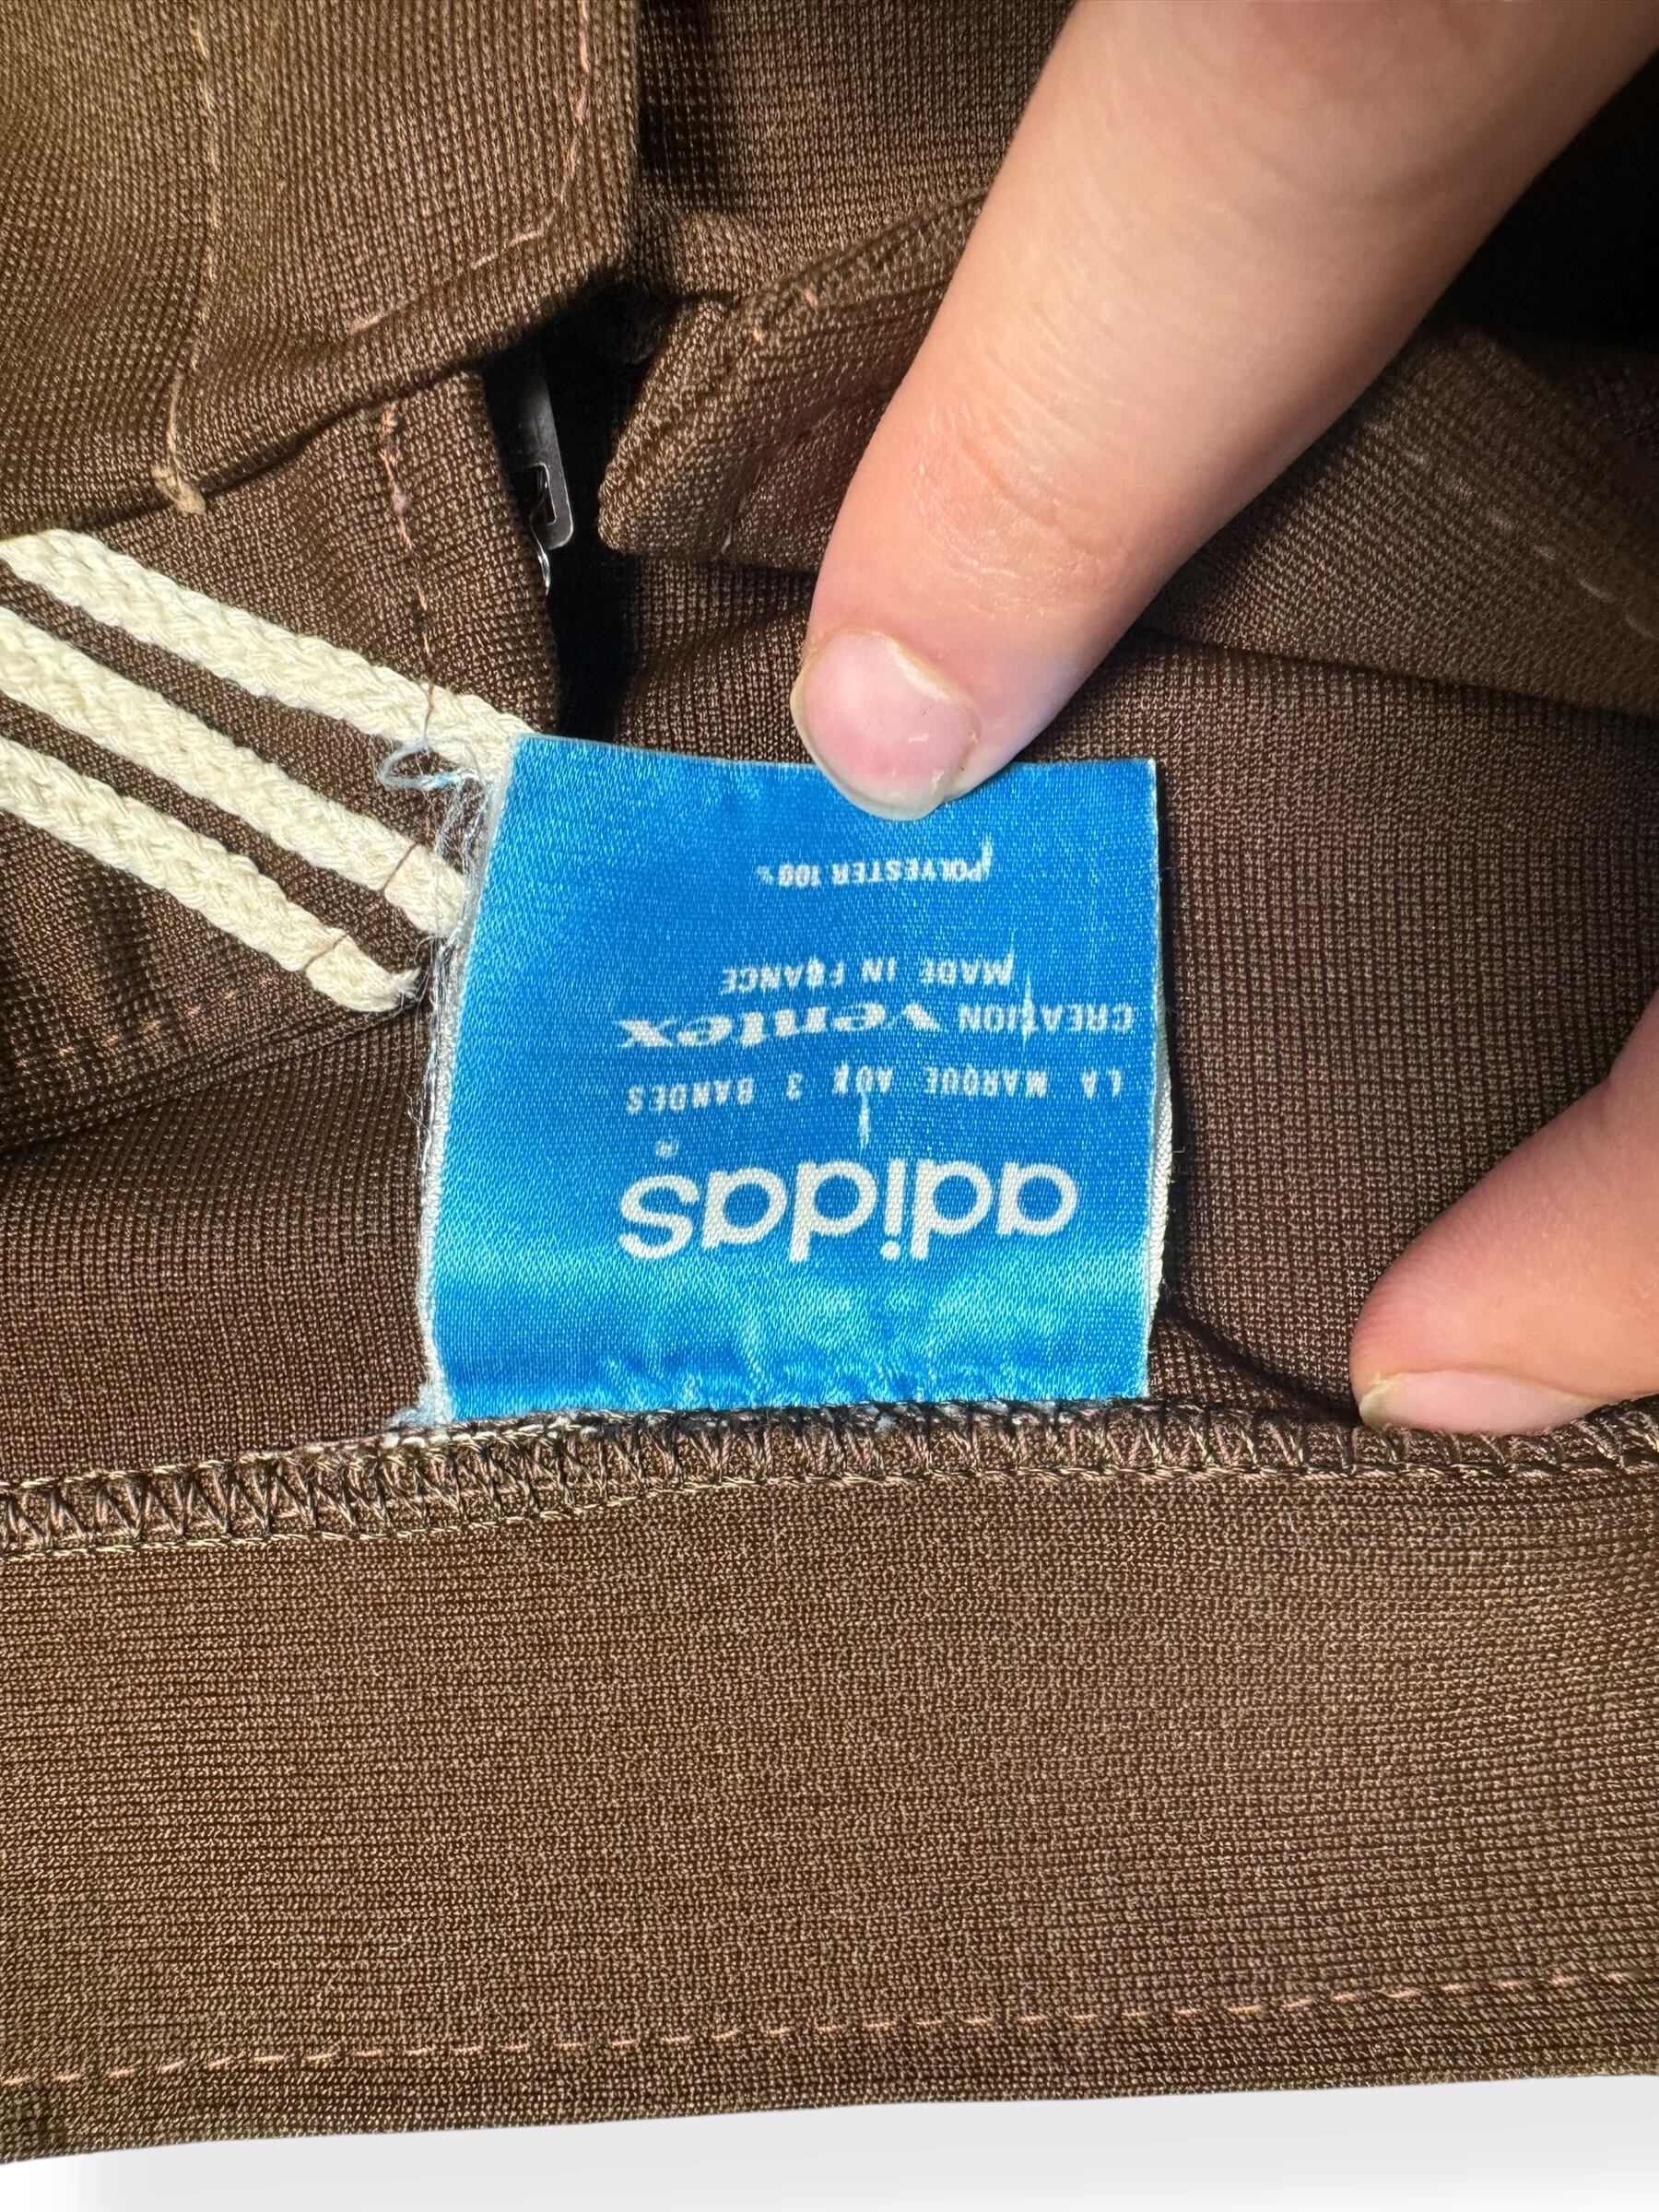 adidas
®
LA MARQUE AUX 3 BANDES
CREATION ventex
MADE IN FRANCE
POLYESTER 100%